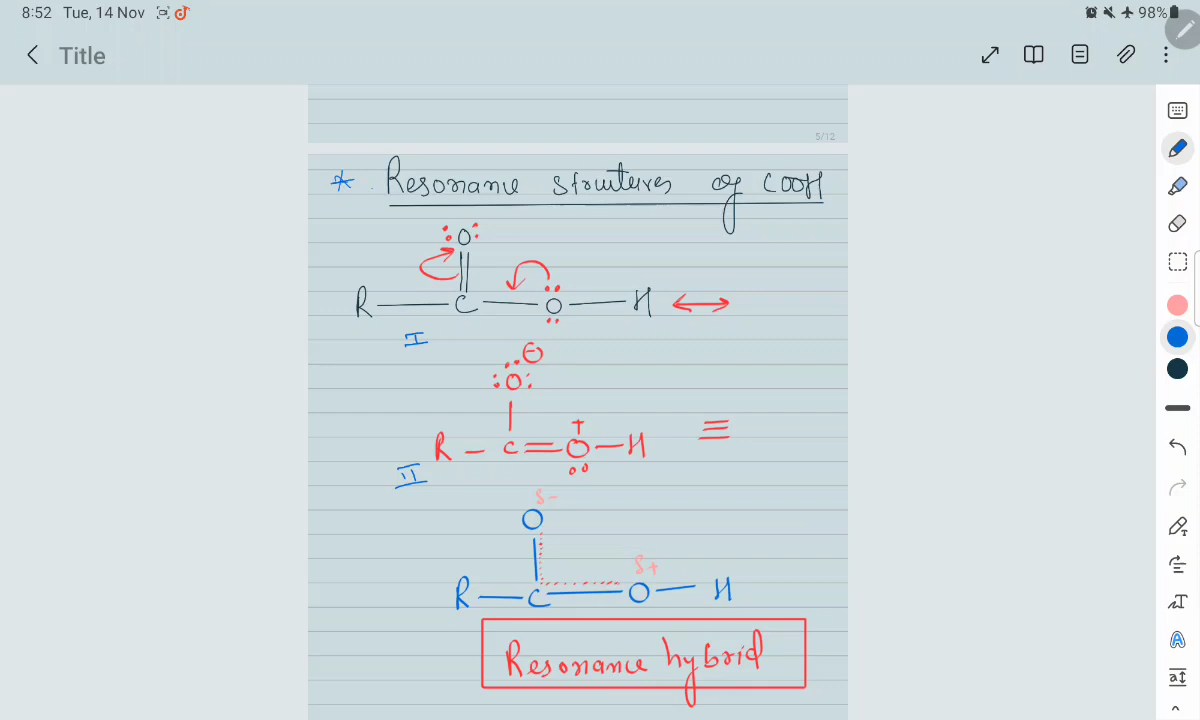 8:52 Tue, 14 Nov 98%
Title
5/12
* Resonance structures of COOH
:O:
R — C — O — H ↔
I
⊖
:O:
+
R — C = O — H ≡
II
δ-
O
δ+
R — C — O — H
Resonance hybrid